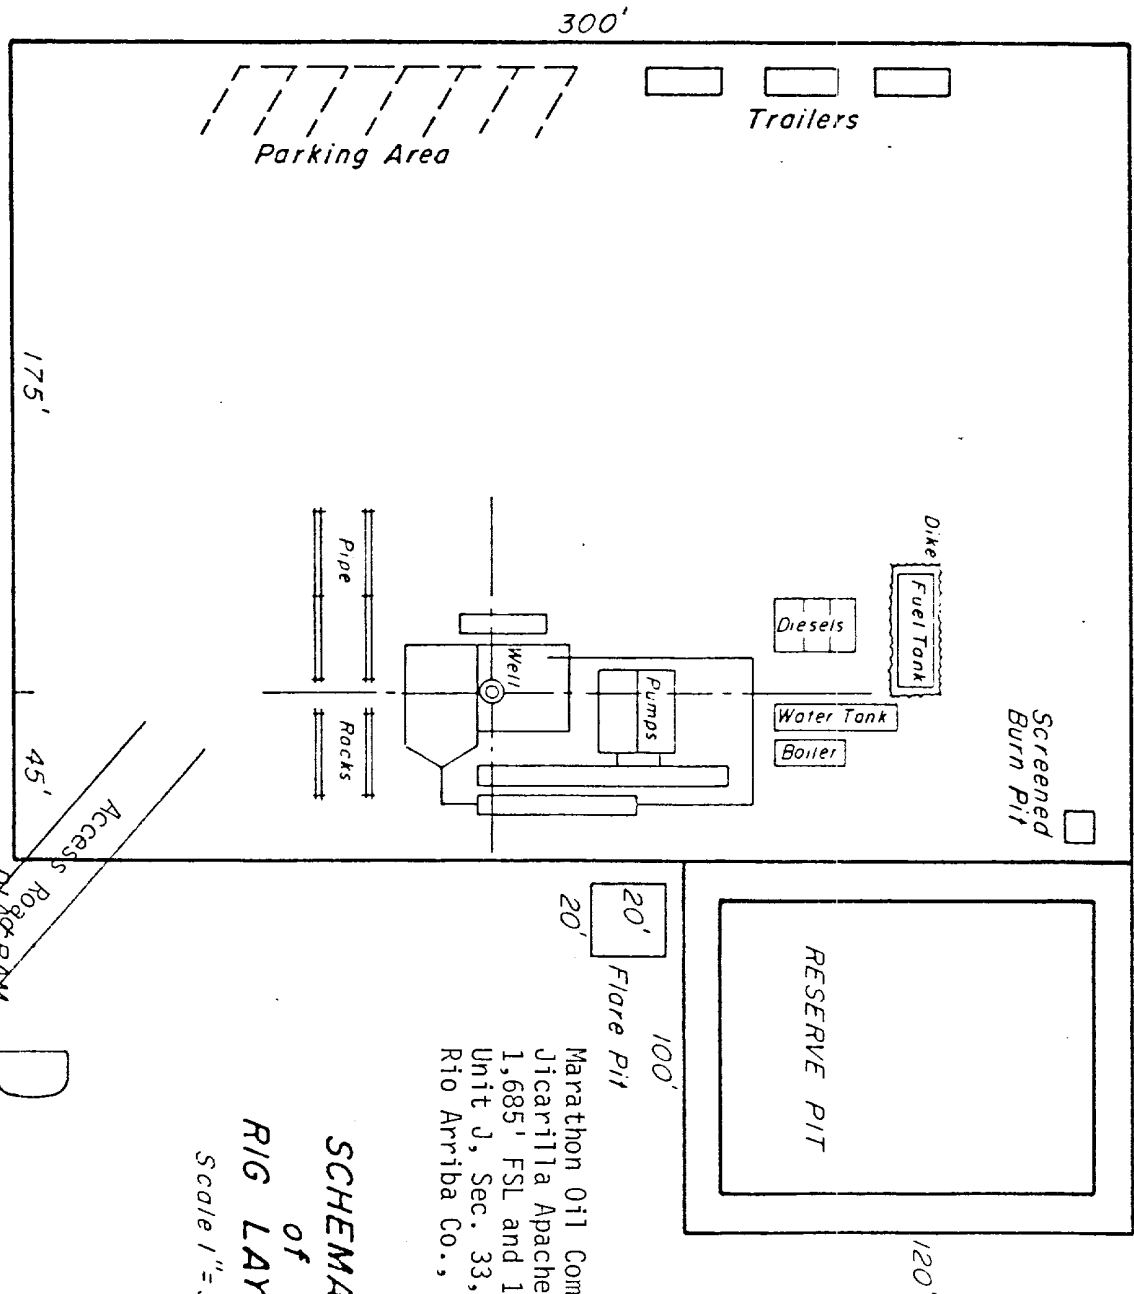 300'
Trailers
Parking Area
175'
Dike
Fuel Tank
Pipe
Diesels
Well
Pumps
Water Tank
Boiler
Racks
Screened
Burn Pit
45'
Access Road
20'
20'
Flare Pit
RESERVE PIT
100'
120'
Marathon Oil Com
Jicarilla Apache
1,685' FSL and 1
Unit J, Sec. 33,
Rio Arriba Co.,
SCHEMA
of
RIG LAY
Scale 1"=